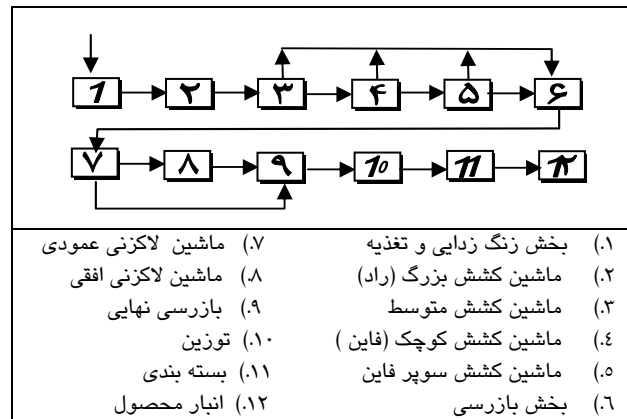 ۱ ۲ ۳ ۴ ۵ ۶
۷ ۸ ۹ ۱۰ ۱۱ ۱۲
۱.) بخش زنگ زدایی و تغذیه
۲.) ماشین کشش بزرگ (راد)
۳.) ماشین کشش متوسط
٤.) ماشین کشش کوچک (فاین )
۵.) ماشین کشش سوپر فاین
٦.) بخش بازرسی
۷.) ماشین لاکزنی عمودی
۸.) ماشین لاکزنی افقی
۹.) بازرسی نهایی
۱۰.) توزین
۱۱.) بسته بندی
۱۲.) انبار محصول